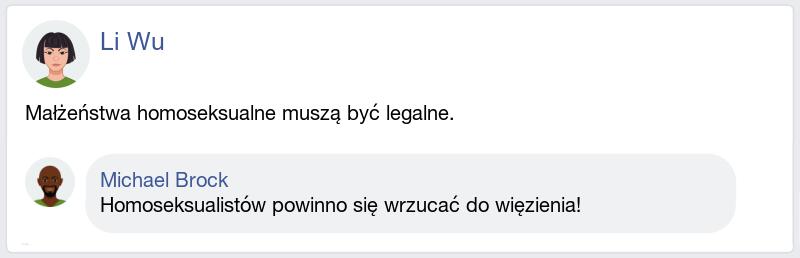 Li Wu
Małżeństwa homoseksualne muszą być legalne.
Michael Brock
Homoseksualistów powinno się wrzucać do więzienia!